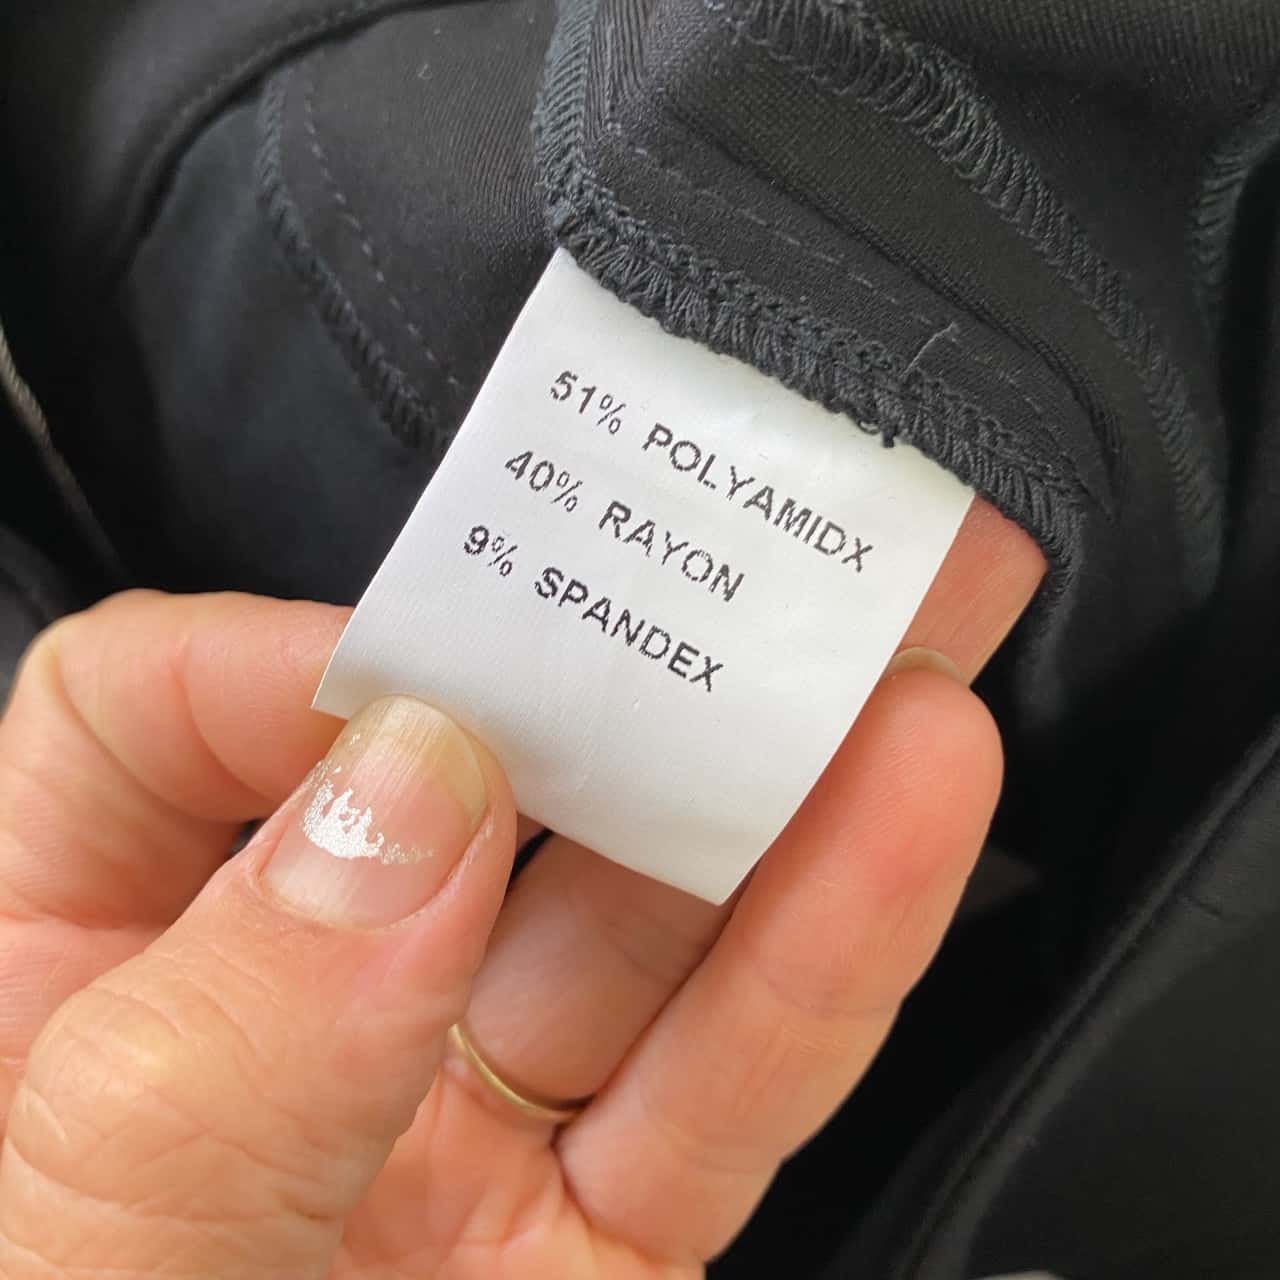 51% POLYAMIDX
40% RAYON
9% SPANDEX